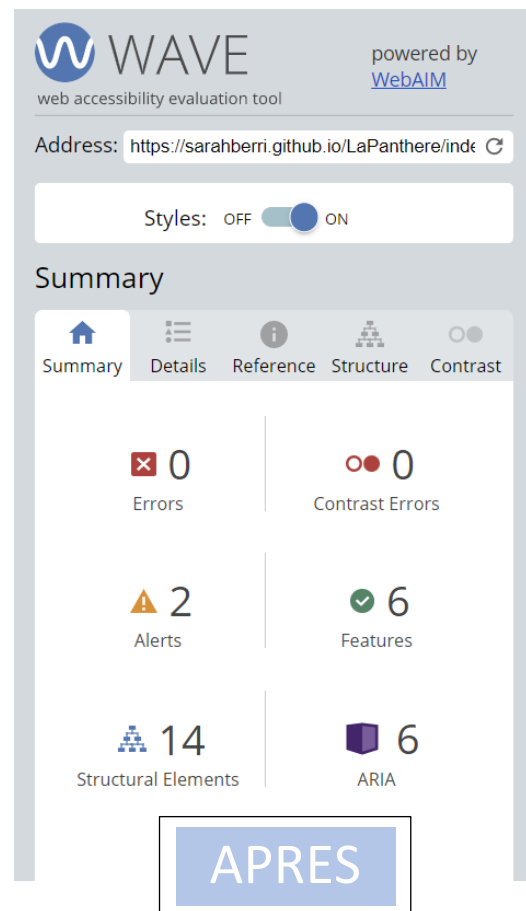 WAVE
powered by
WebAIM
web accessibility evaluation tool
Address: https://sarahberri.github.io/LaPanthere/inde
Styles: OFF ON
Summary
Summary Details Reference Structure Contrast
0 0
Errors Contrast Errors
2 6
Alerts Features
14 6
Structural Elements ARIA
APRES